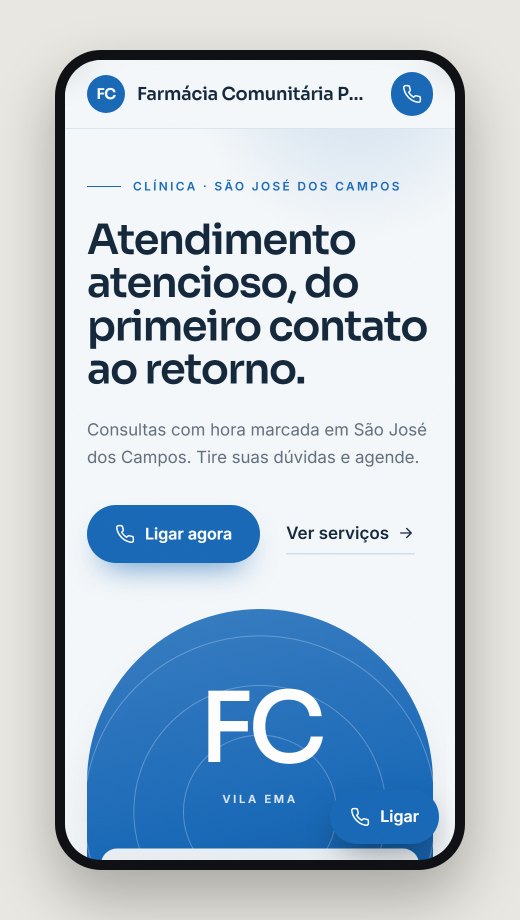 FC
Farmácia Comunitária P...
CLÍNICA · SÃO JOSÉ DOS CAMPOS
Atendimento
atencioso, do
primeiro contato
ao retorno.
Consultas com hora marcada em São José
dos Campos. Tire suas dúvidas e agende.
Ligar agora
Ver serviços →
FC
VILA EMA
Ligar